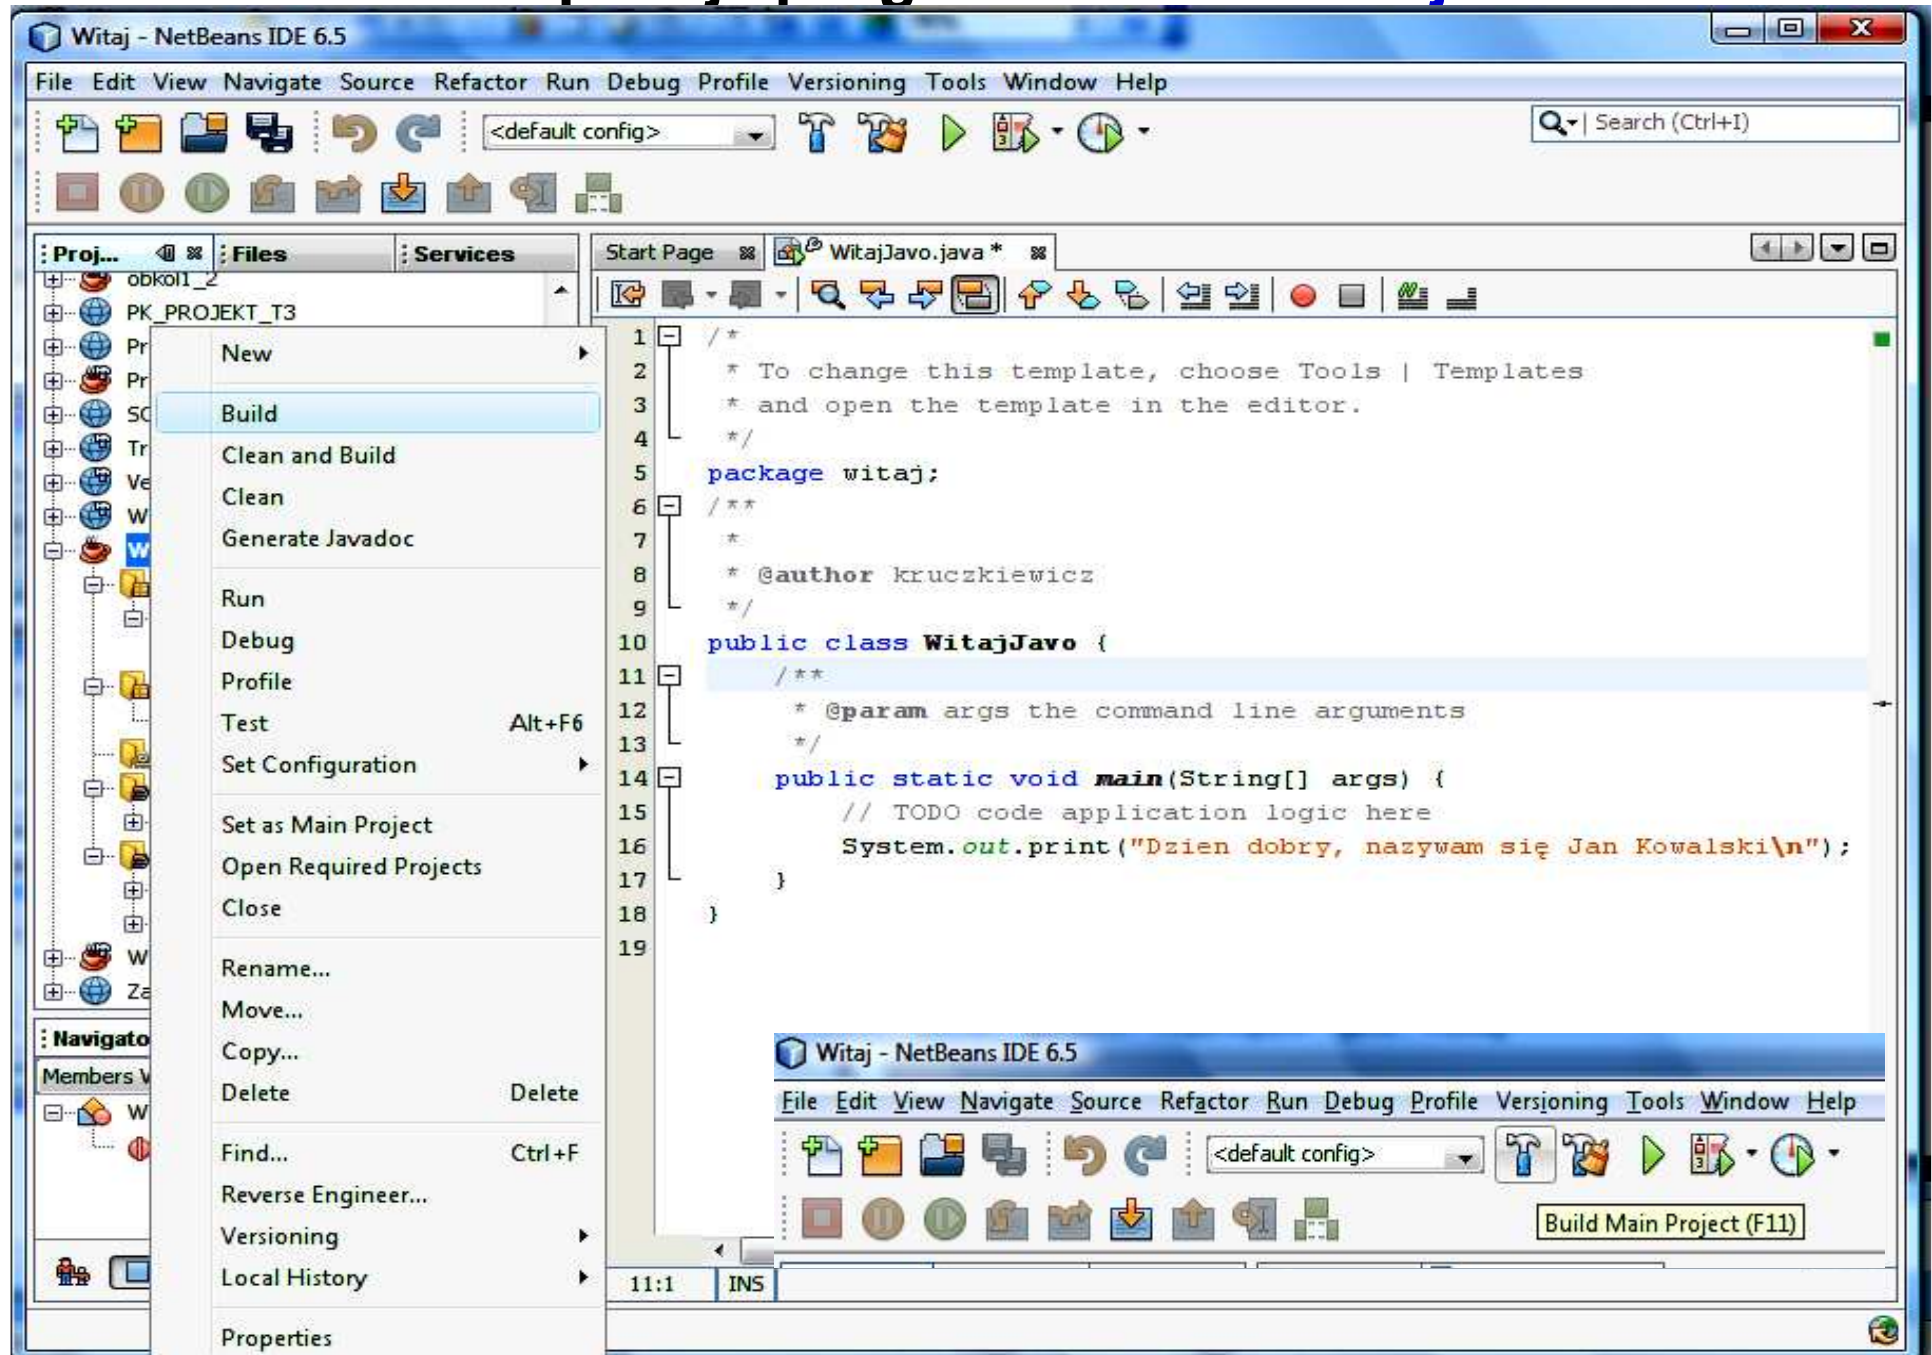 Witaj - NetBeans IDE 6.5
File Edit View Navigate Source Refactor Run Debug Profile Versioning Tools Window Help
<default config>
Search (Ctrl+I)
Proj... Files Services
Start Page WitajJavo.java *
obkol1_2
PK_PROJEKT_T3
Pr
Pr
SC
Tr
Ve
W
W
W
Za
Navigato
Members V
W
New
Build
Clean and Build
Clean
Generate Javadoc
Run
Debug
Profile
Test Alt+F6
Set Configuration
Set as Main Project
Open Required Projects
Close
Rename...
Move...
Copy...
Delete Delete
Find... Ctrl+F
Reverse Engineer...
Versioning
Local History
Properties
1 /*
2 * To change this template, choose Tools | Templates
3 * and open the template in the editor.
4 */
5 package witaj;
6 /**
7 *
8 * @author kruczkiewicz
9 */
10 public class WitajJavo {
11 /**
12 * @param args the command line arguments
13 */
14 public static void main(String[] args) {
15 // TODO code application logic here
16 System.out.print("Dzien dobry, nazywam się Jan Kowalski\n");
17 }
18 }
19
Witaj - NetBeans IDE 6.5
File Edit View Navigate Source Refactor Run Debug Profile Versioning Tools Window Help
<default config>
Build Main Project (F11)
11:1 INS